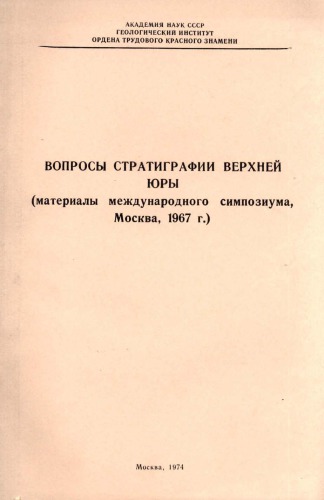 АКАДЕМИЯ НАУК СССР
ГЕОЛОГИЧЕСКИЙ ИНСТИТУТ
ОРДЕНА ТРУДОВОГО КРАСНОГО ЗНАМЕНИ
ВОПРОСЫ СТРАТИГРАФИИ ВЕРХНЕЙ
ЮРЫ
(материалы международного симпозиума,
Москва, 1967 г.)
Москва, 1974